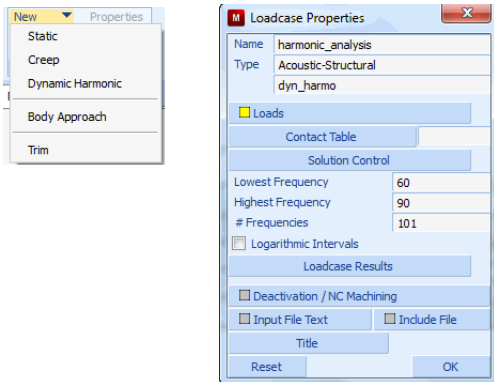 New Properties
Static
Creep
Dynamic Harmonic
Body Approach
Trim
M Loadcase Properties X
Name harmonic_analysis
Type Acoustic-Structural
dyn_harmo
Loads
Contact Table
Solution Control
Lowest Frequency 60
Highest Frequency 90
# Frequencies 101
Logarithmic Intervals
Loadcase Results
Deactivation / NC Machining
Input File Text Include File
Title
Reset OK